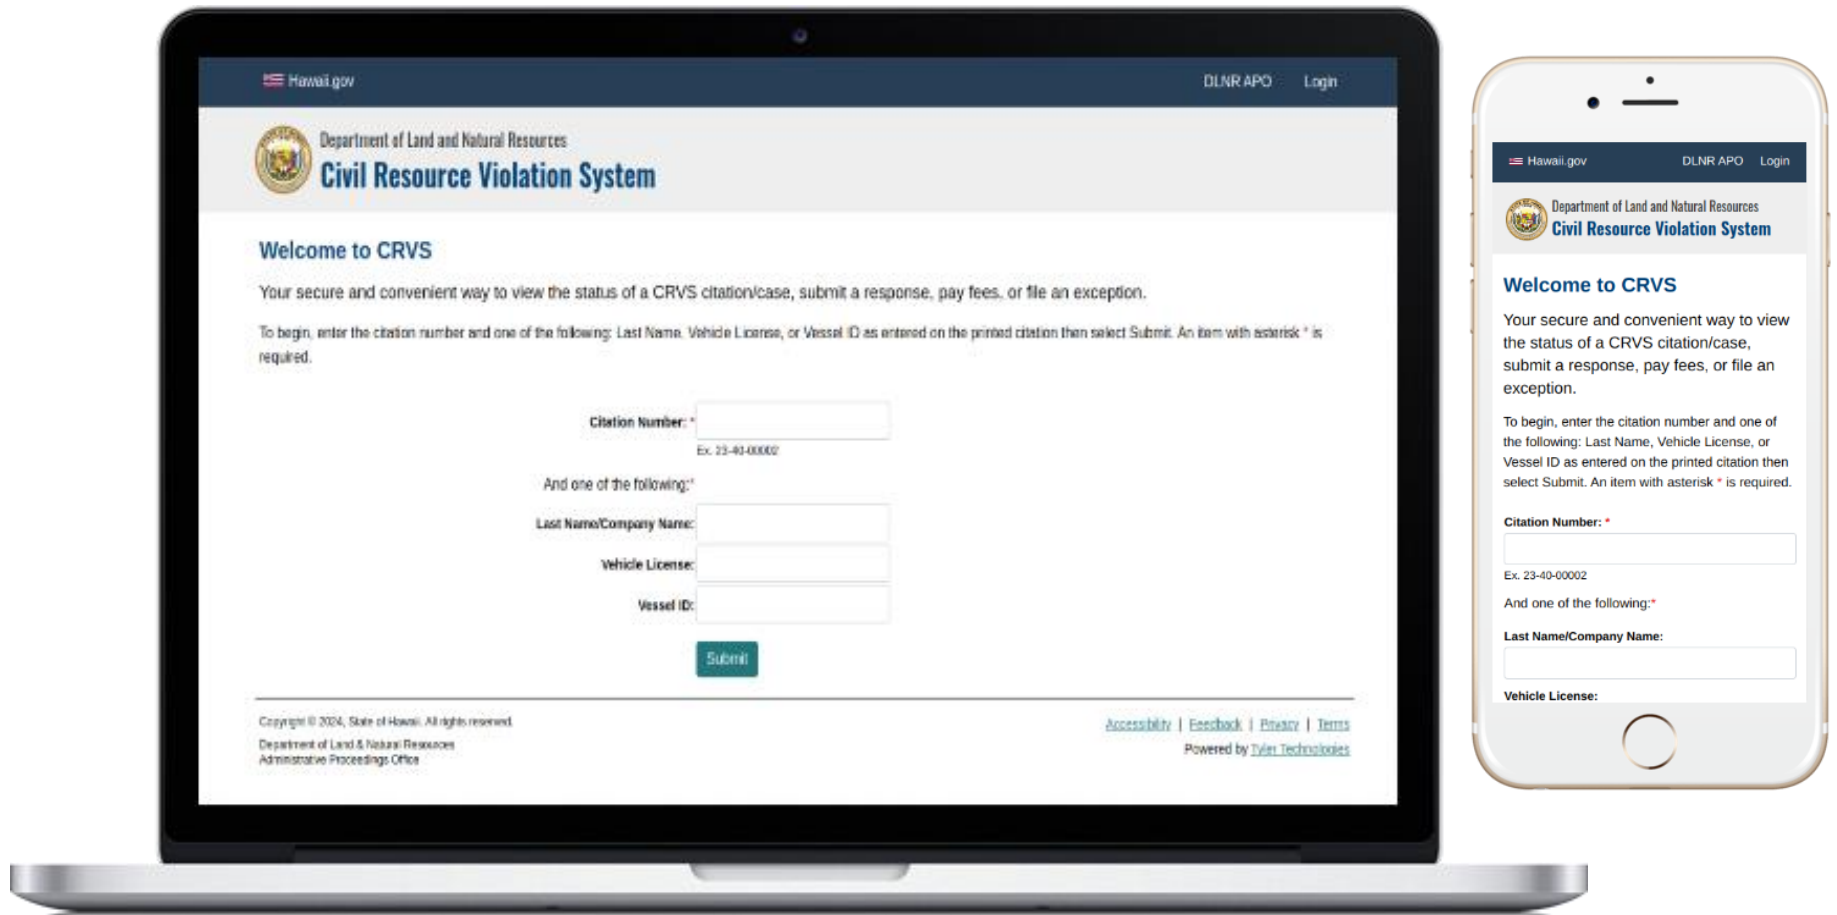 Hawaii.gov
DLNR APO
Login
Department of Land and Natural Resources
Civil Resource Violation System
Welcome to CRVS
Your secure and convenient way to view the status of a CRVS citation/case, submit a response, pay fees, or file an exception.
To begin, enter the citation number and one of the following: Last Name, Vehicle License, or Vessel ID as entered on the printed citation then select Submit. An item with asterisk * is
required.
Citation Number: *
Ex. 23-40-00002
And one of the following:*
Last Name/Company Name:
Vehicle License:
Vessel ID:
Submit
Copyright © 2024, State of Hawaii. All rights reserved.
Department of Land & Natural Resources
Administrative Proceedings Office
Accessibility | Feedback | Privacy | Terms
Powered by Tyler Technologies
Hawaii.gov
DLNR APO
Login
Department of Land and Natural Resources
Civil Resource Violation System
Welcome to CRVS
Your secure and convenient way to view
the status of a CRVS citation/case,
submit a response, pay fees, or file an
exception.
To begin, enter the citation number and one of
the following: Last Name, Vehicle License, or
Vessel ID as entered on the printed citation then
select Submit. An item with asterisk * is required.
Citation Number: *
Ex. 23-40-00002
And one of the following:*
Last Name/Company Name:
Vehicle License: